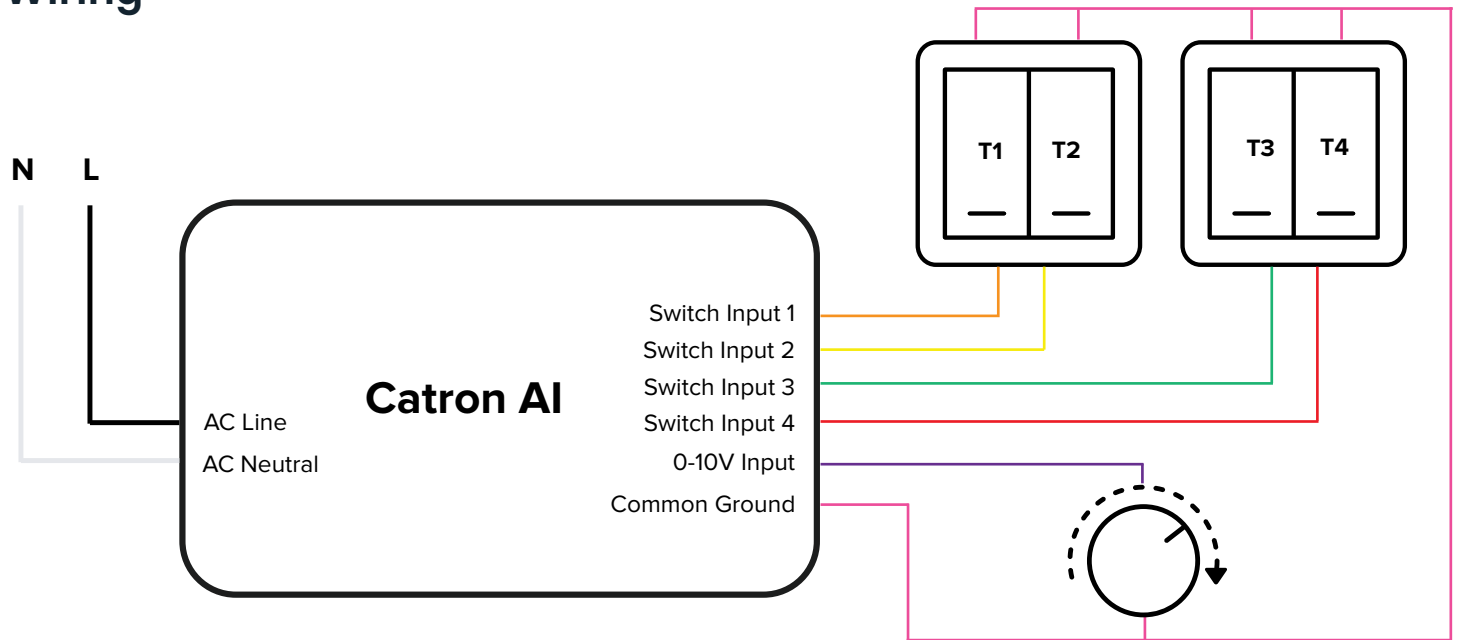 Wiring
N L
T1 T2
T3 T4
Catron AI
AC Line
AC Neutral
Switch Input 1
Switch Input 2
Switch Input 3
Switch Input 4
0-10V Input
Common Ground